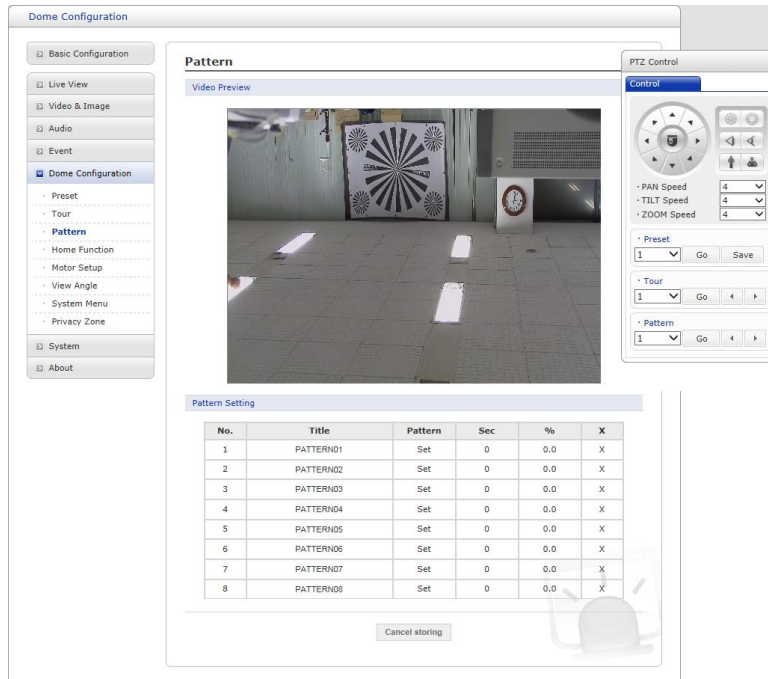 Dome Configuration
Basic Configuration
Live View
Video & Image
Audio
Event
Dome Configuration
· Preset
· Tour
· Pattern
· Home Function
· Motor Setup
· View Angle
· System Menu
· Privacy Zone
System
About
Pattern
Video Preview
PTZ Control
Control
· PAN Speed 4
· TILT Speed 4
· ZOOM Speed 4
· Preset
1 Go Save
· Tour
1 Go
· Pattern
1 Go
Pattern Setting
No. Title Pattern Sec % X
1 PATTERN01 Set 0 0.0 X
2 PATTERN02 Set 0 0.0 X
3 PATTERN03 Set 0 0.0 X
4 PATTERN04 Set 0 0.0 X
5 PATTERN05 Set 0 0.0 X
6 PATTERN06 Set 0 0.0 X
7 PATTERN07 Set 0 0.0 X
8 PATTERN08 Set 0 0.0 X
Cancel storing